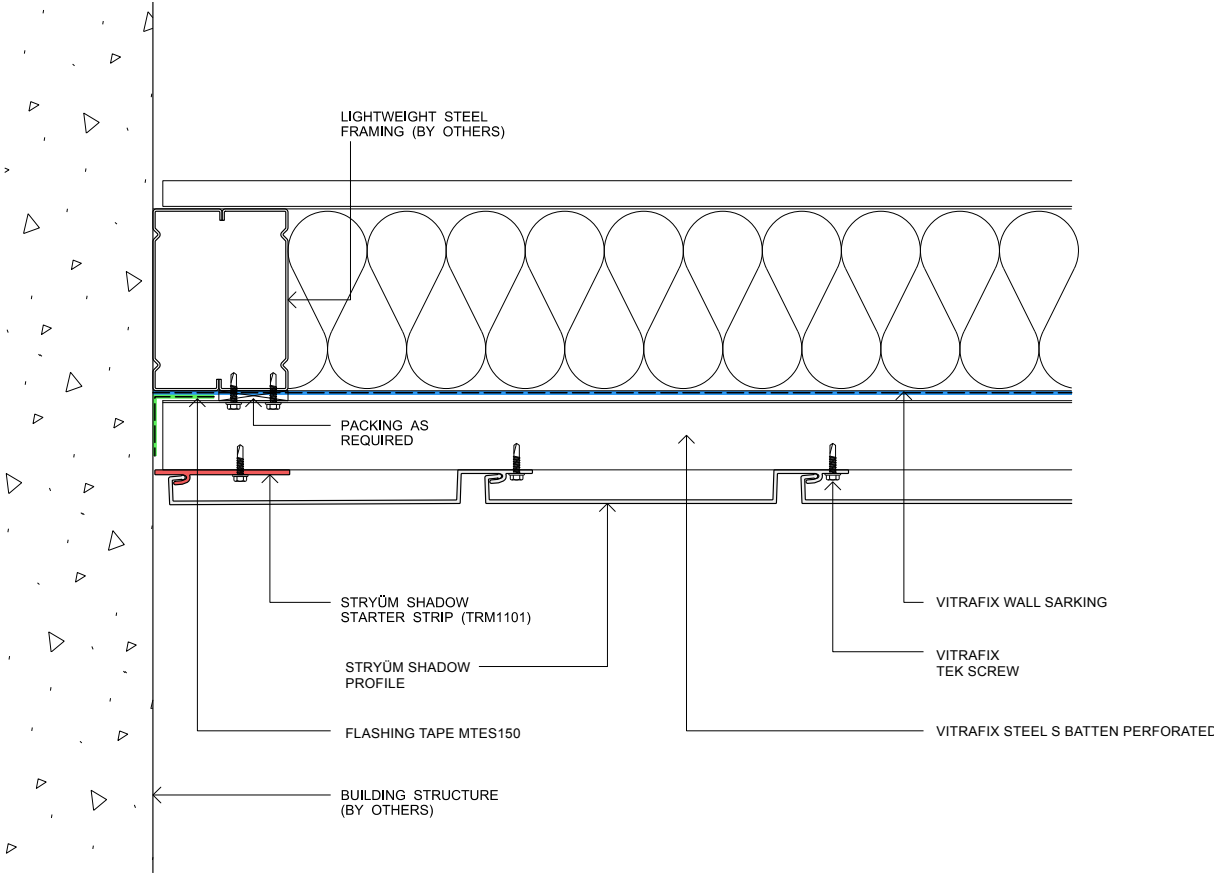 LIGHTWEIGHT STEEL
FRAMING (BY OTHERS)
PACKING AS
REQUIRED
STRYÜM SHADOW
STARTER STRIP (TRM1101)
STRYÜM SHADOW
PROFILE
FLASHING TAPE MTES150
BUILDING STRUCTURE
(BY OTHERS)
VITRAFIX WALL SARKING
VITRAFIX
TEK SCREW
VITRAFIX STEEL S BATTEN PERFORATED